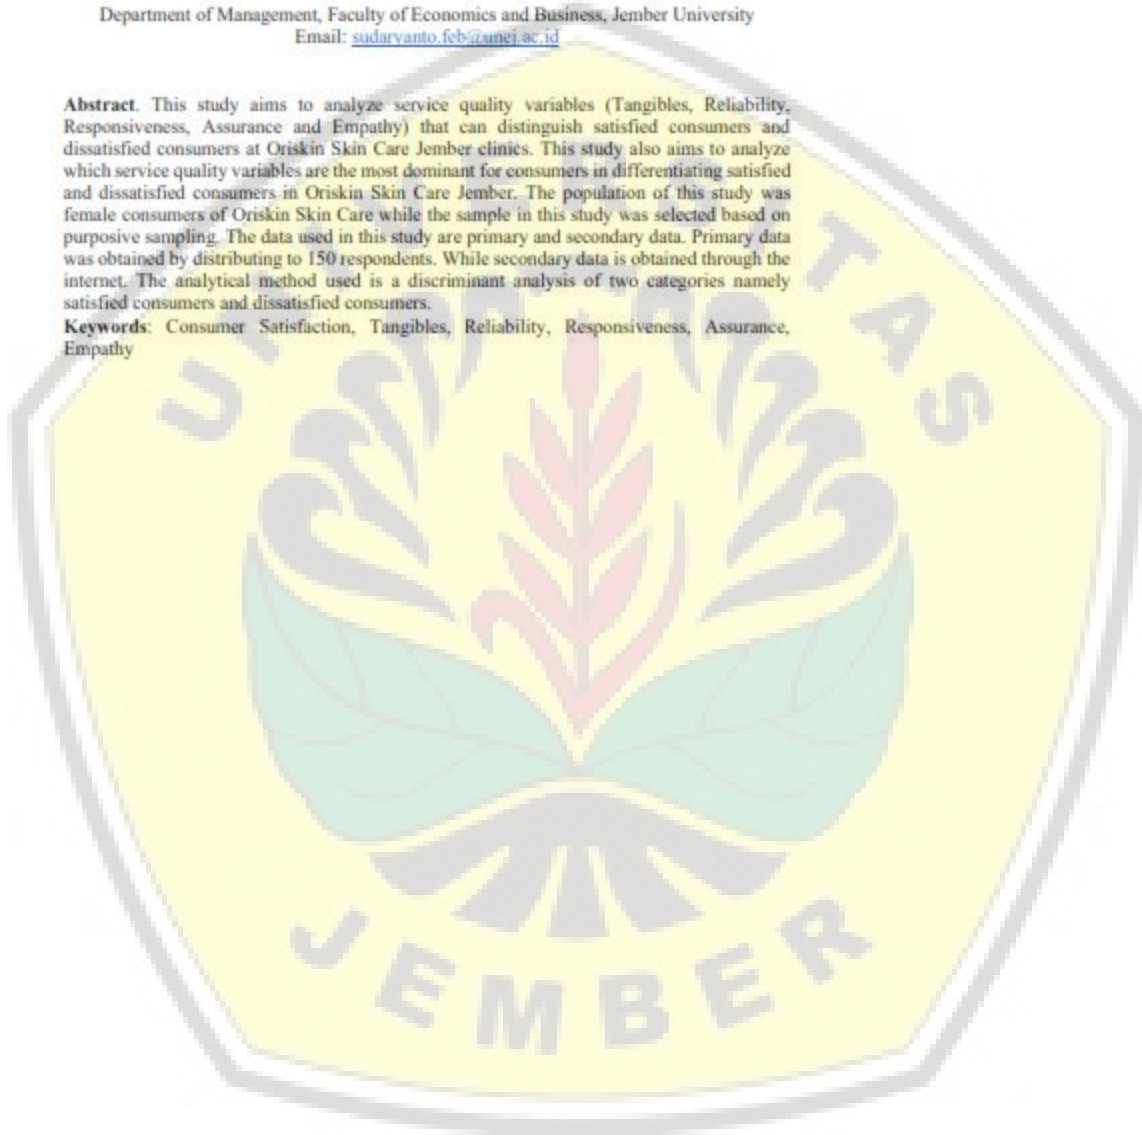 Department of Management, Faculty of Economics and Business, Jember University
Email: sudaryanto.feb@unej.ac.id
Abstract. This study aims to analyze service quality variables (Tangibles, Reliability,
Responsiveness, Assurance and Empathy) that can distinguish satisfied consumers and
dissatisfied consumers at Oriskin Skin Care Jember clinics. This study also aims to analyze
which service quality variables are the most dominant for consumers in differentiating satisfied
and dissatisfied consumers in Oriskin Skin Care Jember. The population of this study was
female consumers of Oriskin Skin Care while the sample in this study was selected based on
purposive sampling. The data used in this study are primary and secondary data. Primary data
was obtained by distributing to 150 respondents. While secondary data is obtained through the
internet. The analytical method used is a discriminant analysis of two categories namely
satisfied consumers and dissatisfied consumers.
Keywords: Consumer Satisfaction, Tangibles, Reliability, Responsiveness, Assurance,
Empathy
UNIVERSITAS
JEMBER